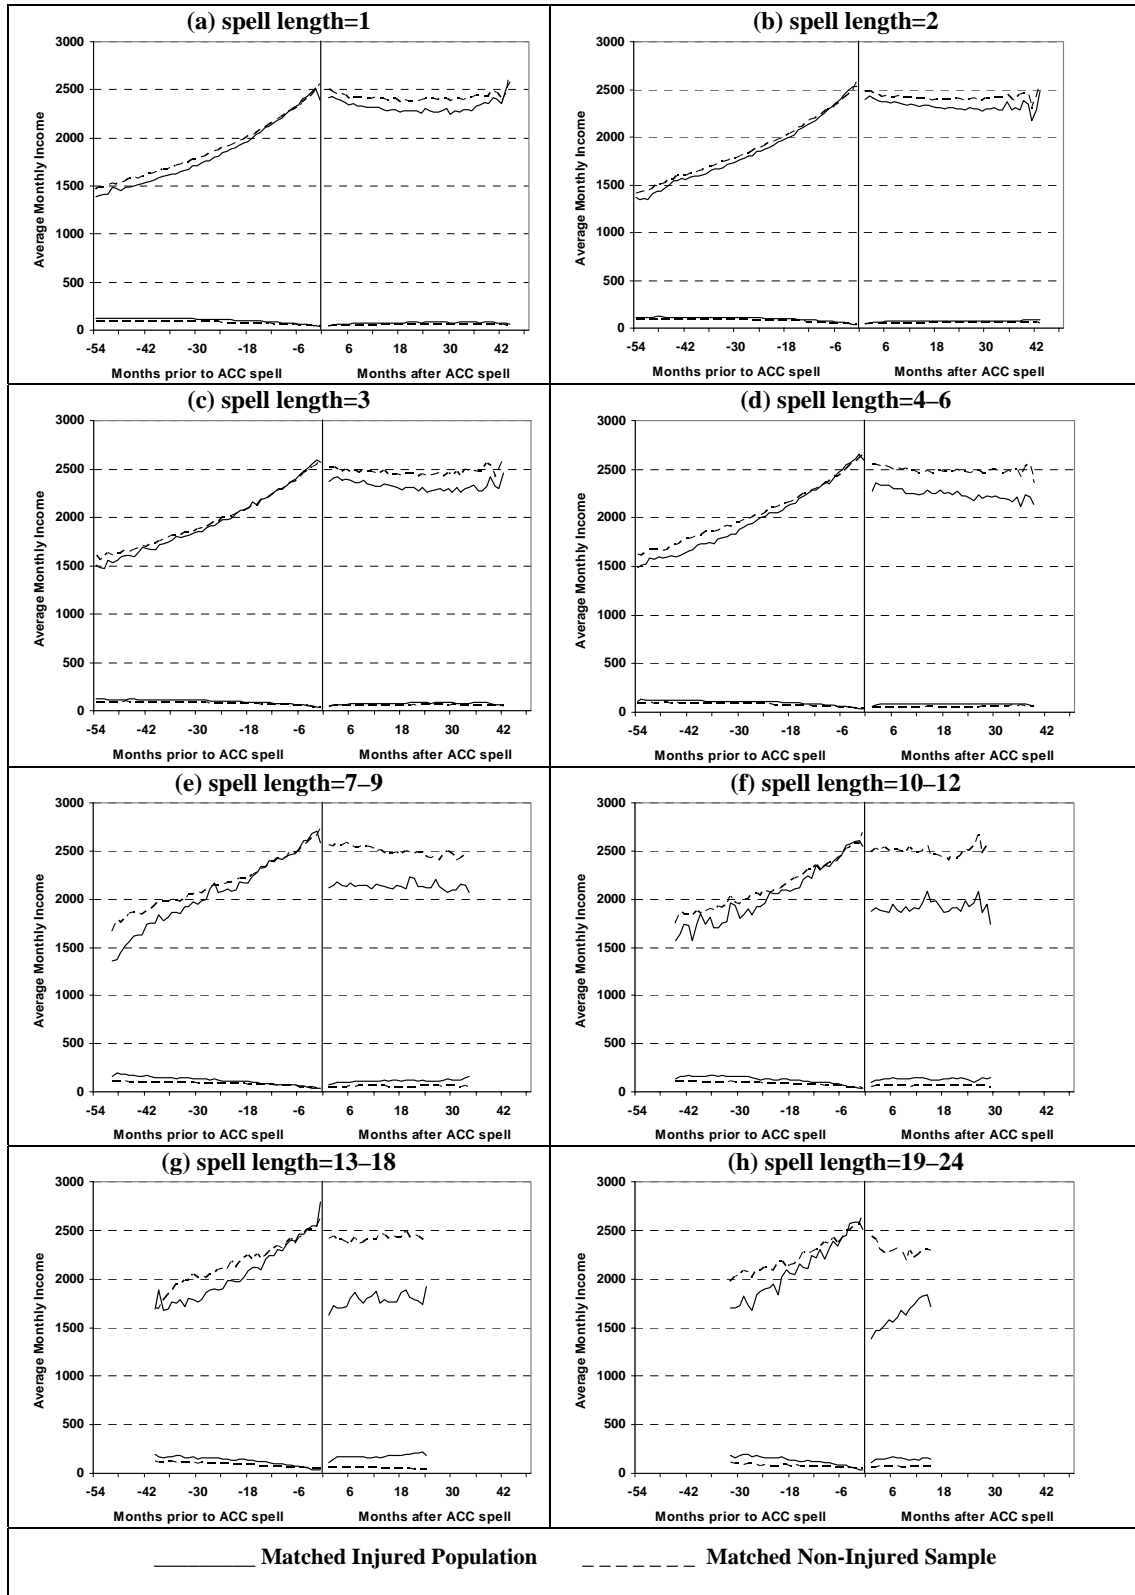 (a) spell length=1
(b) spell length=2
3000
2500
2000
1500
1000
500
0
Average Monthly Income
-54 -42 -30 -18 -6 6 18 30 42
Months prior to ACC spell Months after ACC spell
3000
2500
2000
1500
1000
500
0
Average Monthly Income
-54 -42 -30 -18 -6 6 18 30 42
Months prior to ACC spell Months after ACC spell
(c) spell length=3
(d) spell length=4–6
3000
2500
2000
1500
1000
500
0
Average Monthly Income
-54 -42 -30 -18 -6 6 18 30 42
Months prior to ACC spell Months after ACC spell
3000
2500
2000
1500
1000
500
0
Average Monthly Income
-54 -42 -30 -18 -6 6 18 30 42
Months prior to ACC spell Months after ACC spell
(e) spell length=7–9
(f) spell length=10–12
3000
2500
2000
1500
1000
500
0
Average Monthly Income
-54 -42 -30 -18 -6 6 18 30 42
Months prior to ACC spell Months after ACC spell
3000
2500
2000
1500
1000
500
0
Average Monthly Income
-54 -42 -30 -18 -6 6 18 30 42
Months prior to ACC spell Months after ACC spell
(g) spell length=13–18
(h) spell length=19–24
3000
2500
2000
1500
1000
500
0
Average Monthly Income
-54 -42 -30 -18 -6 6 18 30 42
Months prior to ACC spell Months after ACC spell
3000
2500
2000
1500
1000
500
0
Average Monthly Income
-54 -42 -30 -18 -6 6 18 30 42
Months prior to ACC spell Months after ACC spell
Matched Injured Population Matched Non-Injured Sample